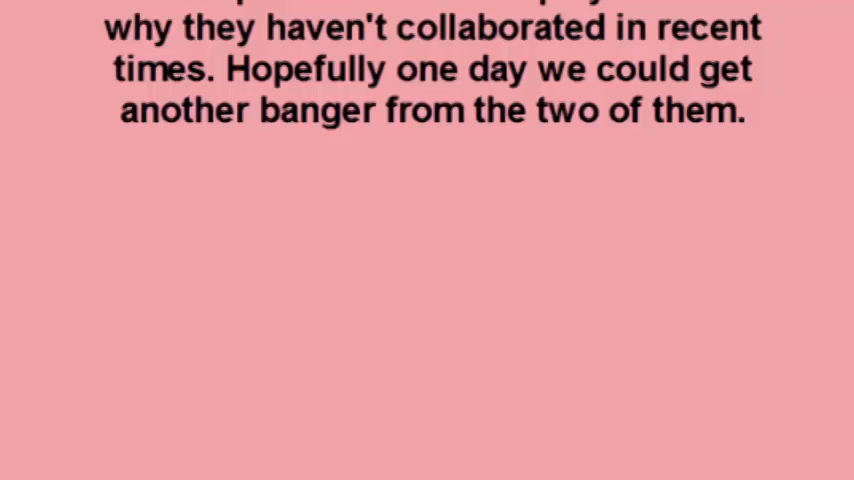 why they haven't collaborated in recent
times. Hopefully one day we could get
another banger from the two of them.